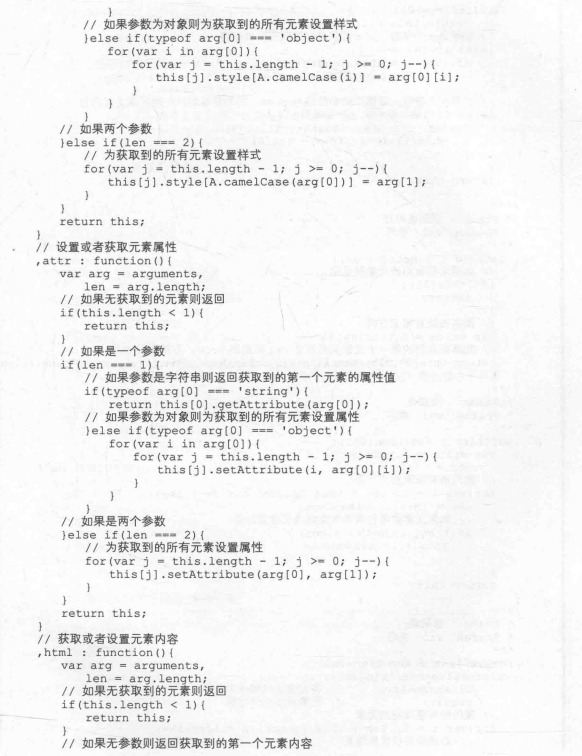 }
// 如果参数为对象则为获取到的所有元素设置样式
}else if(typeof arg[0] === 'object'){
for(var i in arg[0]){
for(var j = this.length - 1; j >= 0; j--){
this[j].style[A.camelCase(i)] = arg[0][i];
}
}
}
// 如果两个参数
}else if(len === 2){
// 为获取到的所有元素设置样式
for(var j = this.length - 1; j >= 0; j--){
this[j].style[A.camelCase(arg[0])] = arg[1];
}
}
return this;
}
// 设置或者获取元素属性
,attr : function(){
var arg = arguments,
len = arg.length;
// 如果无获取到的元素则返回
if(this.length < 1){
return this;
}
// 如果是一个参数
if(len === 1){
// 如果参数是字符串则返回获取到的第一个元素的属性值
if(typeof arg[0] === 'string'){
return this[0].getAttribute(arg[0]);
// 如果参数为对象则为获取到的所有元素设置属性
}else if(typeof arg[0] === 'object'){
for(var i in arg[0]){
for(var j = this.length - 1; j >= 0; j--){
this[j].setAttribute(i, arg[0][i]);
}
}
}
// 如果是两个参数
}else if(len === 2){
// 为获取到的所有元素设置属性
for(var j = this.length - 1; j >= 0; j--){
this[j].setAttribute(arg[0], arg[1]);
}
}
return this;
}
// 获取或者设置元素内容
,html : function(){
var arg = arguments,
len = arg.length;
// 如果无获取到的元素则返回
if(this.length < 1){
return this;
}
// 如果无参数则返回获取到的第一个元素内容